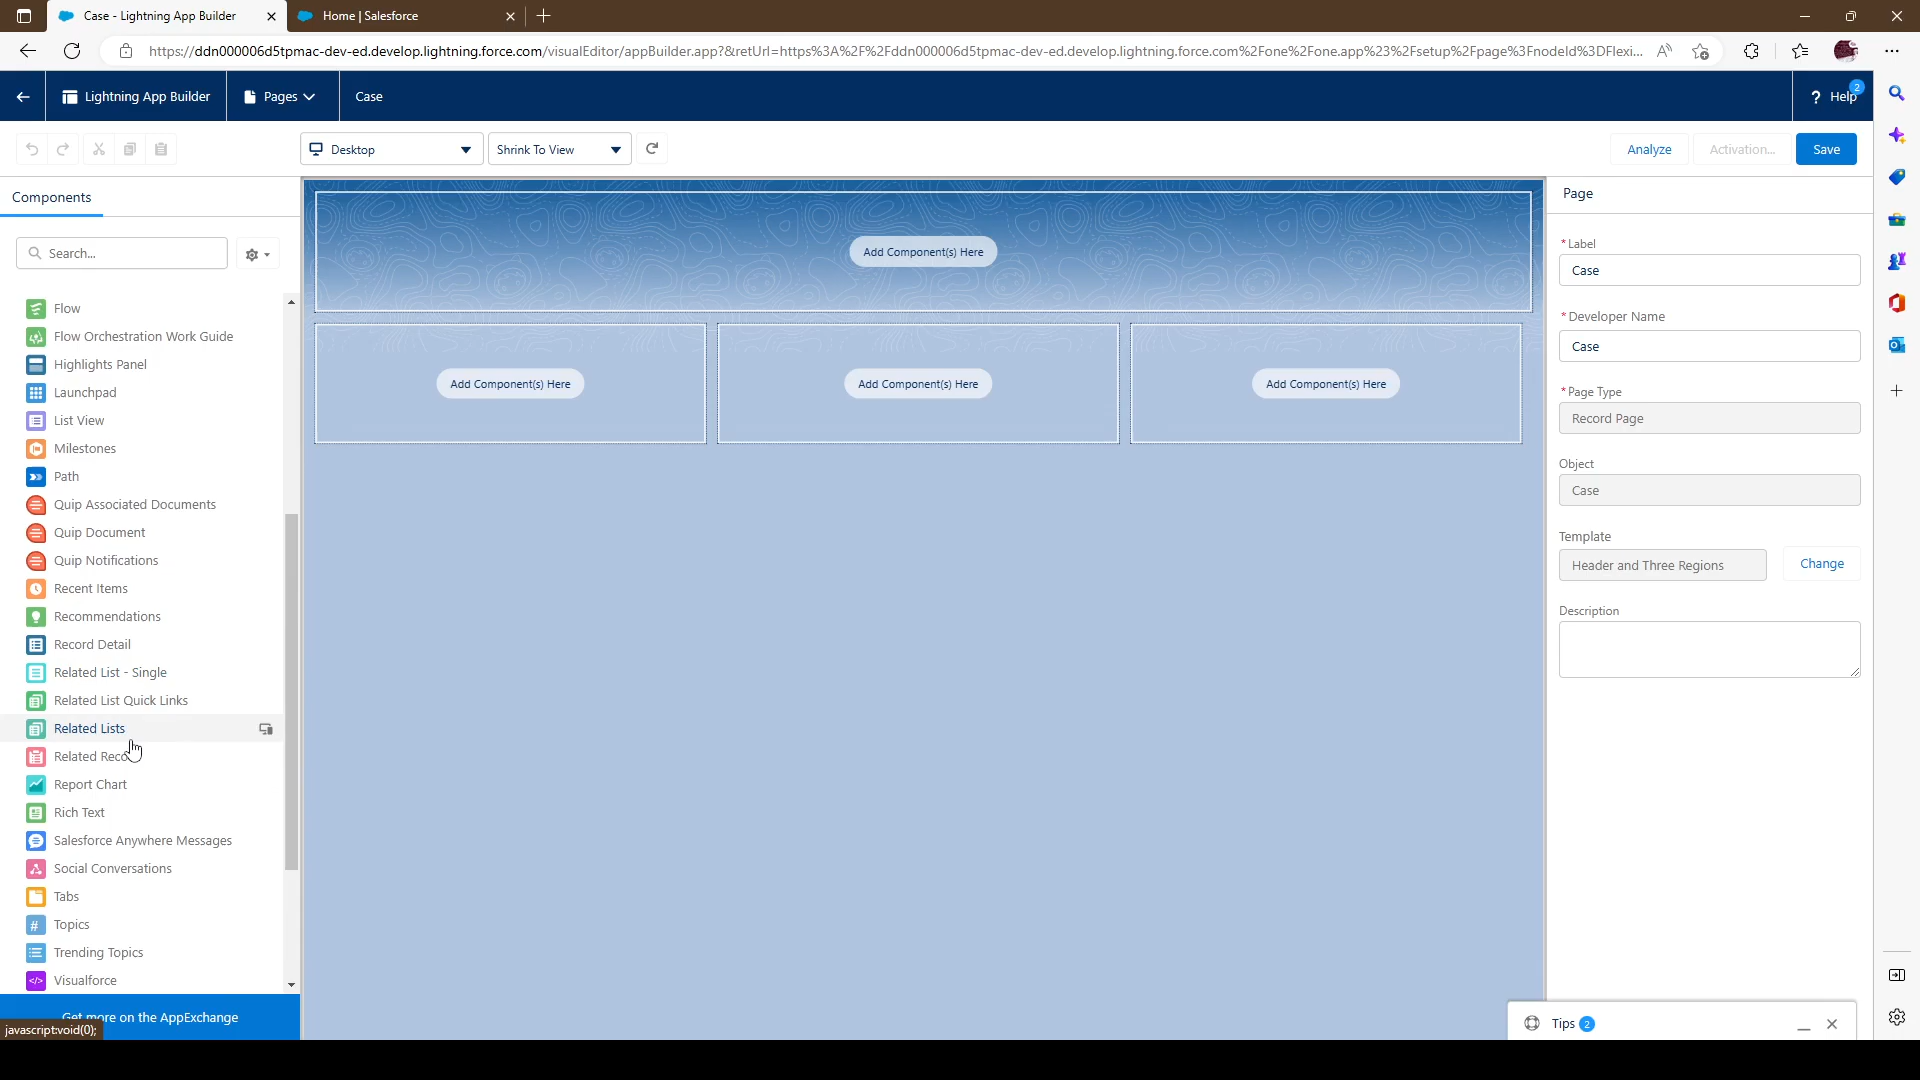 Case - Lightning App Builder
Home | Salesforce
https://ddn000006d5tpmac-dev-ed.develop.lightning.force.com/visualEditor/appBuilder.app?&retUrl=https%3A%2F%2Fddn000006d5tpmac-dev-ed.develop.lightning.force.com%2Fone%2Fone.app%23%2Fsetup%2Fpage%3FnodeId%3DFlexi...
Lightning App Builder
Pages
Case
? Help
2
Desktop
Shrink To View
Analyze
Activation...
Save
Components
Search...
Flow
Flow Orchestration Work Guide
Highlights Panel
Launchpad
List View
Milestones
Path
Quip Associated Documents
Quip Document
Quip Notifications
Recent Items
Recommendations
Record Detail
Related List - Single
Related List Quick Links
Related Lists
Related Reco
Report Chart
Rich Text
Salesforce Anywhere Messages
Social Conversations
Tabs
Topics
Trending Topics
Visualforce
Get more on the AppExchange
javascript:void(0);
Add Component(s) Here
Add Component(s) Here
Add Component(s) Here
Add Component(s) Here
Page
*Label
Case
*Developer Name
Case
*Page Type
Record Page
Object
Case
Template
Header and Three Regions
Change
Description
Tips 2